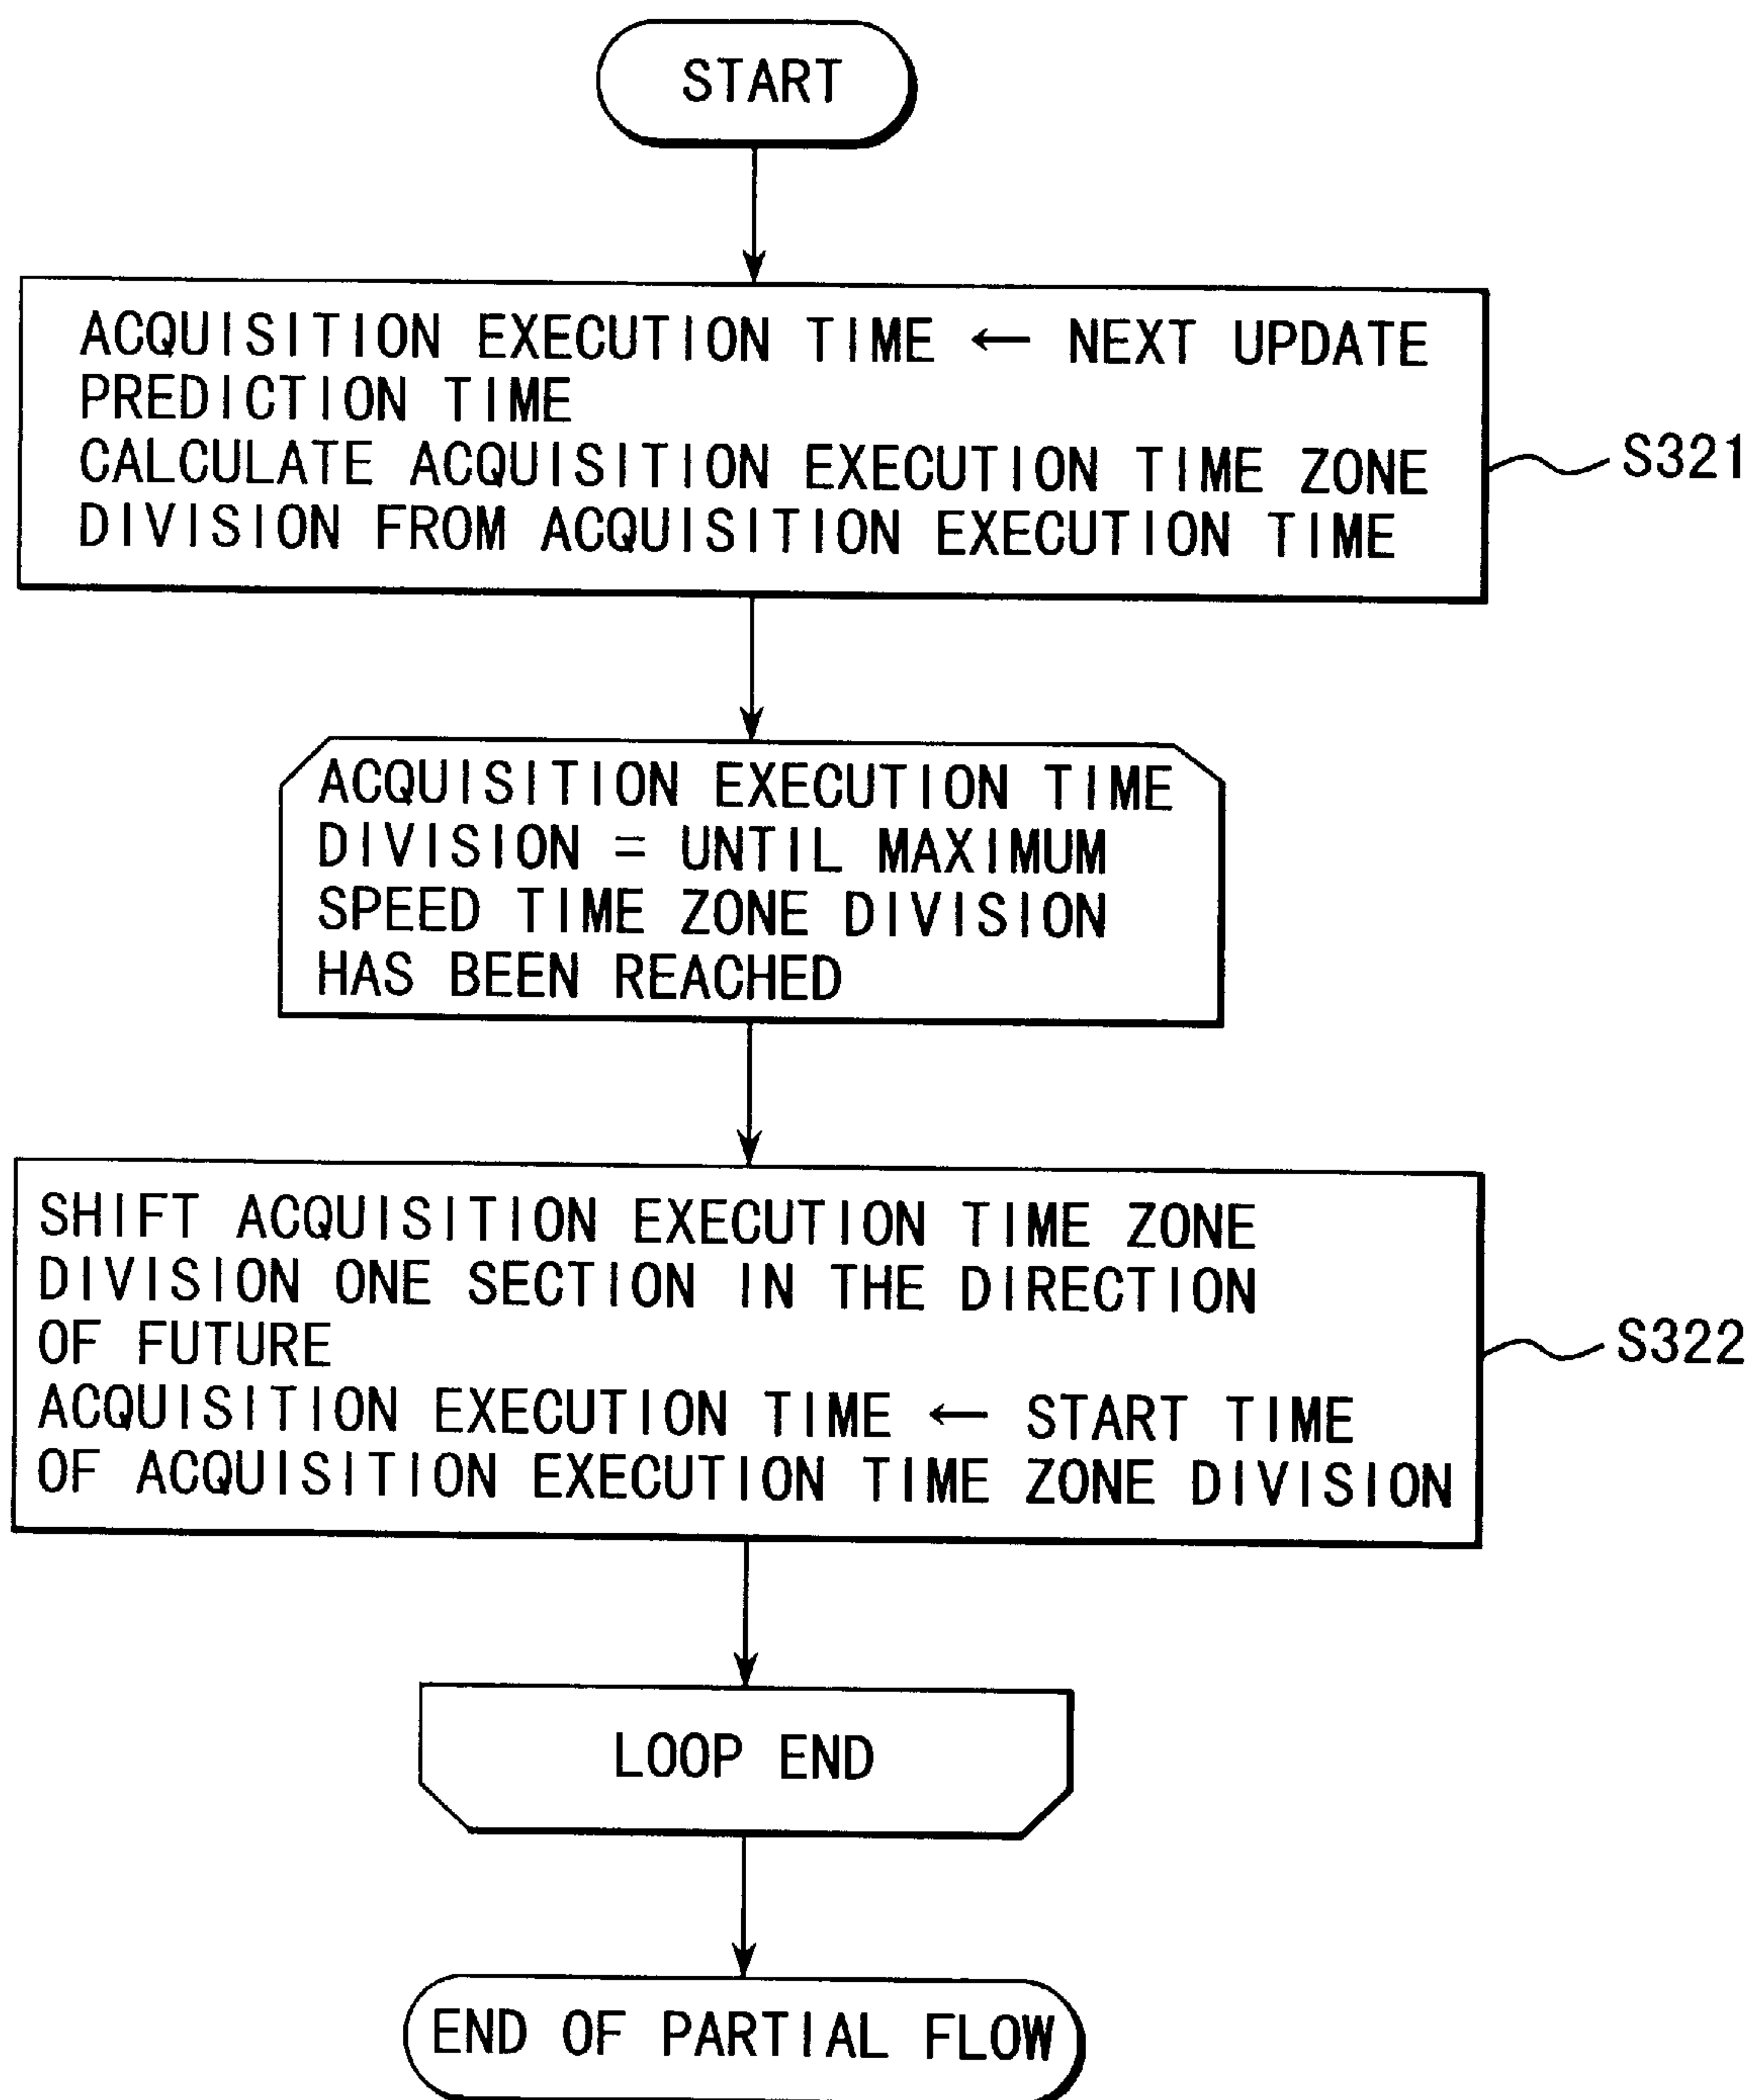 START
ACQUISITION EXECUTION TIME ← NEXT UPDATE
PREDICTION TIME
CALCULATE ACQUISITION EXECUTION TIME ZONE
DIVISION FROM ACQUISITION EXECUTION TIME
S321
ACQUISITION EXECUTION TIME
DIVISION = UNTIL MAXIMUM
SPEED TIME ZONE DIVISION
HAS BEEN REACHED
SHIFT ACQUISITION EXECUTION TIME ZONE
DIVISION ONE SECTION IN THE DIRECTION
OF FUTURE
ACQUISITION EXECUTION TIME ← START TIME
OF ACQUISITION EXECUTION TIME ZONE DIVISION
S322
LOOP END
END OF PARTIAL FLOW